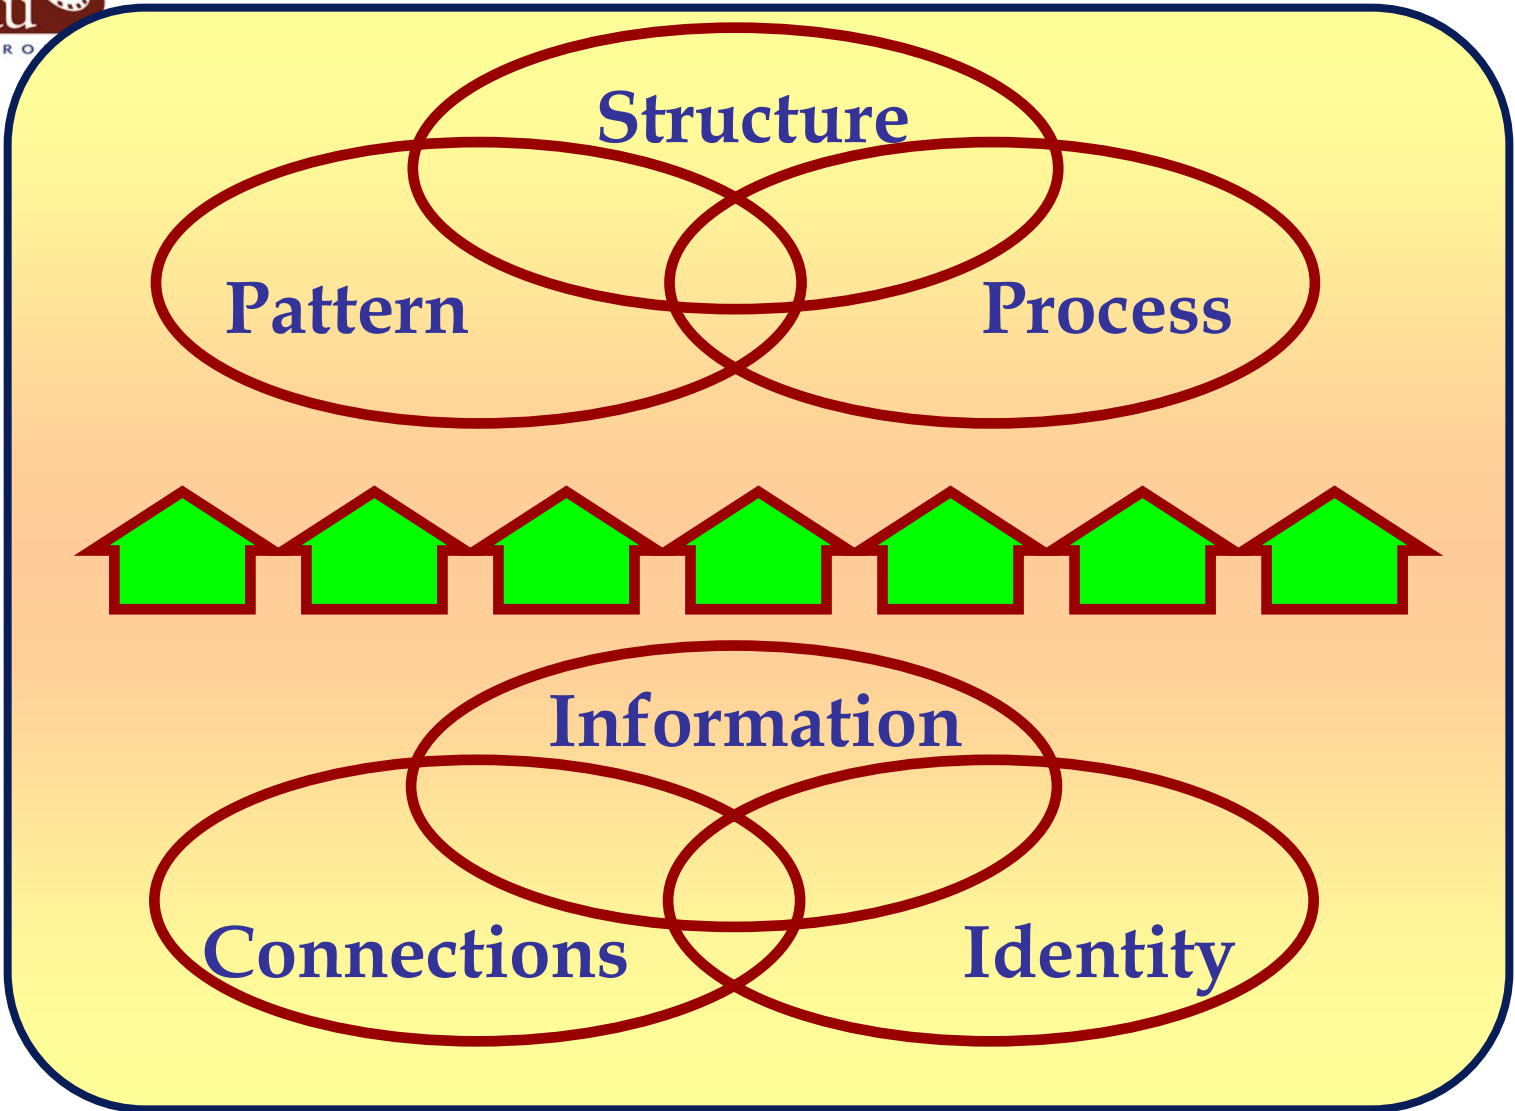 Structure
Pattern
Process
Information
Connections
Identity